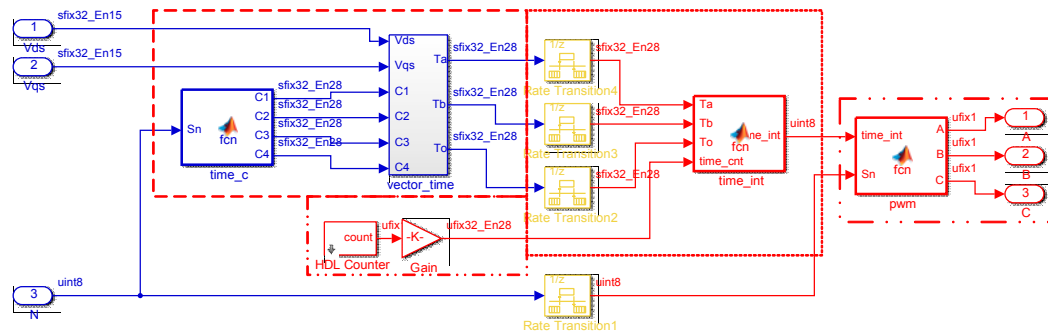 1
Vds
sfix32_En15
2
Vqs
sfix32_En15
Sn
fcn
C1
C2
C3
C4
time_c
sfix32_En28
sfix32_En28
sfix32_En28
sfix32_En28
Vds
Vqs
C1
C2
C3
C4
Ta
Tb
To
vector_time
sfix32_En28
sfix32_En28
sfix32_En28
1/z
Rate Transition4
sfix32_En28
1/z
Rate Transition3
sfix32_En28
1/z
Rate Transition2
sfix32_En28
Ta
Tb
To
time_cnt
fcn
ne_int
time_int
uint8
count
HDL Counter
ufix
-K-
Gain
ufix32_En28
time_int
Sn
fcn
A
B
C
pwm
ufix1
ufix1
ufix1
1
A
2
B
3
C
3
N
uint8
1/z
Rate Transition1
uint8